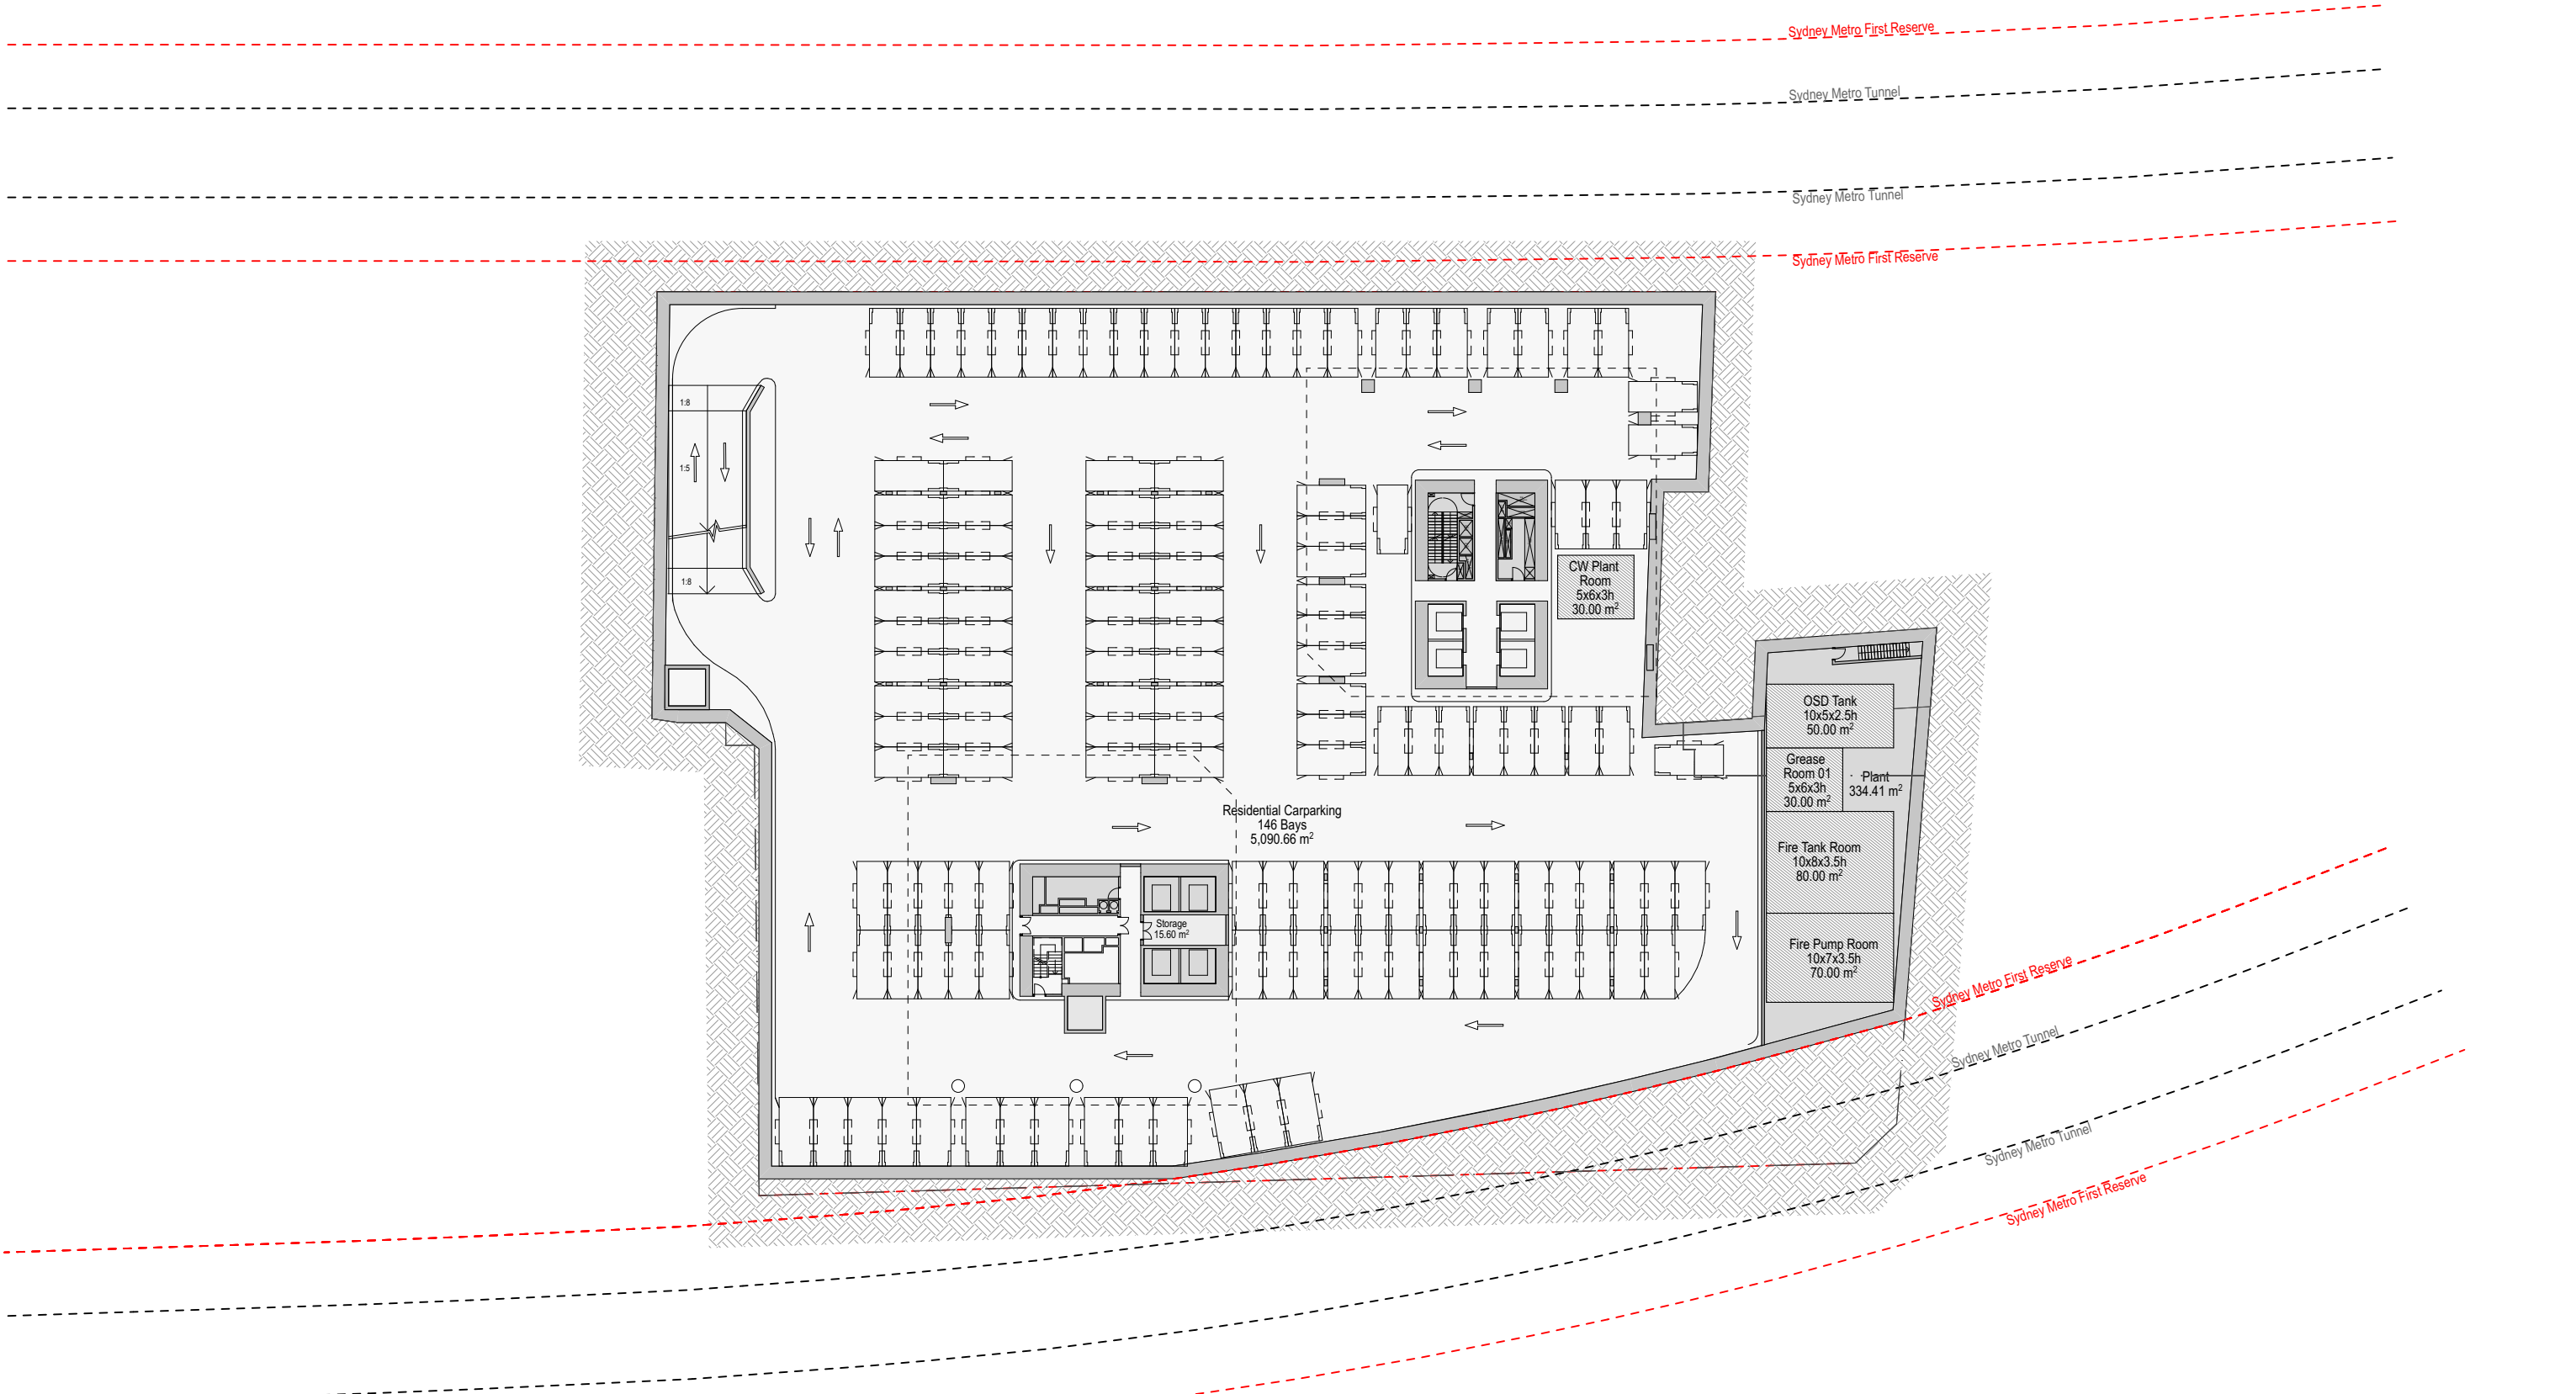 Sydney Metro First Reserve
Sydney Metro Tunnel
Sydney Metro Tunnel
Sydney Metro First Reserve
1:8
1:5
1:8
CW Plant
Room
5x6x3h
30.00 m²
OSD Tank
10x5x2.5h
50.00 m²
Grease
Room 01
5x6x3h
30.00 m²
Plant
334.41 m²
Residential Carparking
146 Bays
5,090.66 m²
Fire Tank Room
10x8x3.5h
80.00 m²
Storage
15.60 m²
Fire Pump Room
10x7x3.5h
70.00 m²
Sydney Metro First Reserve
Sydney Metro Tunnel
Sydney Metro Tunnel
Sydney Metro First Reserve